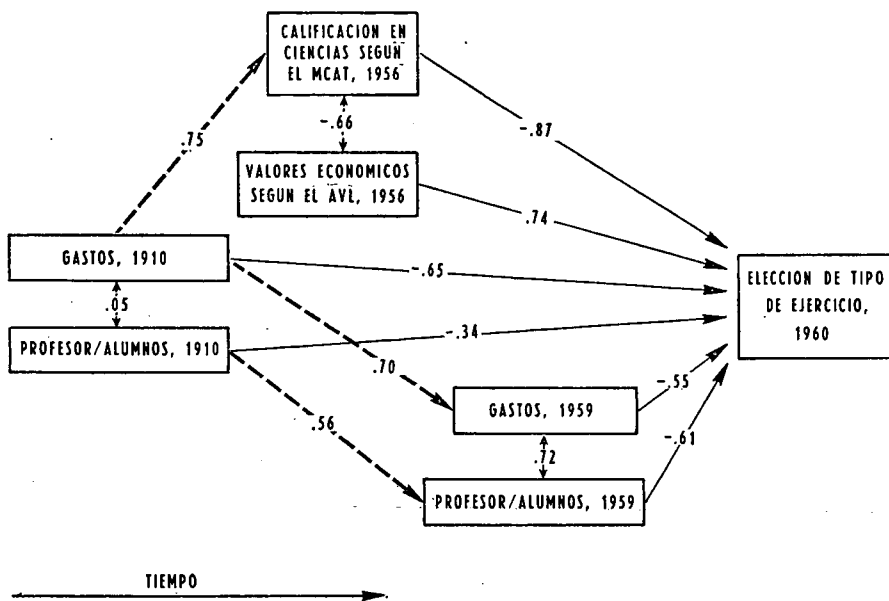 CALIFICACION EN
CIENCIAS SEGUN
EL MCAT, 1956
-.87
.75
-.66
VALORES ECONOMICOS
SEGUN EL AVL, 1956
.74
GASTOS, 1910
-.65
ELECCION DE TIPO
DE EJERCICIO,
1960
.05
PROFESOR/ALUMNOS, 1910
-.34
.70
-.55
GASTOS, 1959
.56
-.61
.72
PROFESOR/ALUMNOS, 1959
TIEMPO